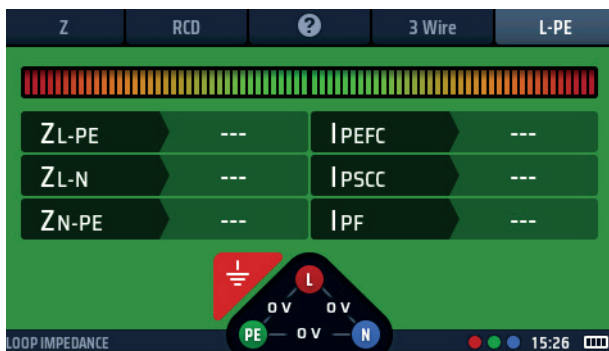 Z RCD ? 3 Wire L-PE
ZL-PE --- IPEFC ---
ZL-N --- IPSCC ---
ZN-PE --- IPF ---
L
0 V 0 V
PE 0 V N
LOOP IMPEDANCE 15:26